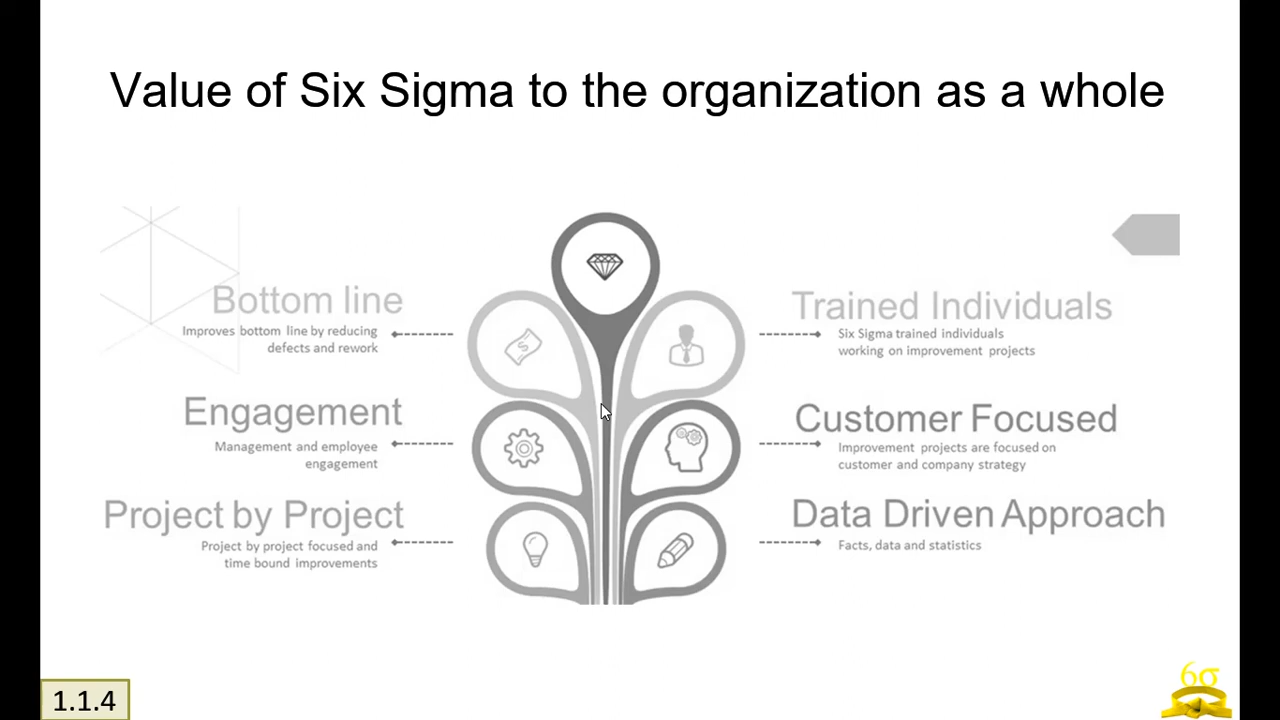 Value of Six Sigma to the organization as a whole
Bottom line
Improves bottom line by reducing
defects and rework
Engagement
Management and employee
engagement
Project by Project
Project by project focused and
time bound improvements
$
Trained Individuals
Six Sigma trained individuals
working on improvement projects
Customer Focused
Improvement projects are focused on
customer and company strategy
Data Driven Approach
Facts, data and statistics
1.1.4
6σ